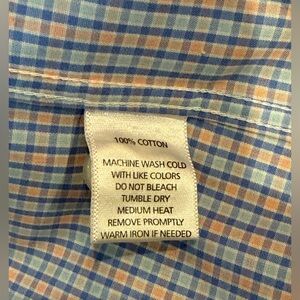 100% COTTON
MACHINE WASH COLD
WITH LIKE COLORS
DO NOT BLEACH
TUMBLE DRY
MEDIUM HEAT
REMOVE PROMPTLY
WARM IRON IF NEEDED